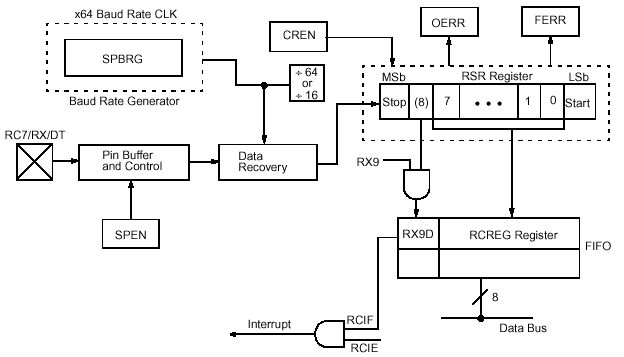 x64 Baud Rate CLK
SPBRG
Baud Rate Generator
÷ 64
or
÷ 16
CREN
OERR
FERR
MSb
RSR Register
LSb
Stop
(8)
7
• • •
1
0
Start
RC7/RX/DT
Pin Buffer
and Control
Data
Recovery
SPEN
RX9
RX9D
RCREG Register
FIFO
8
Data Bus
Interrupt
RCIF
RCIE